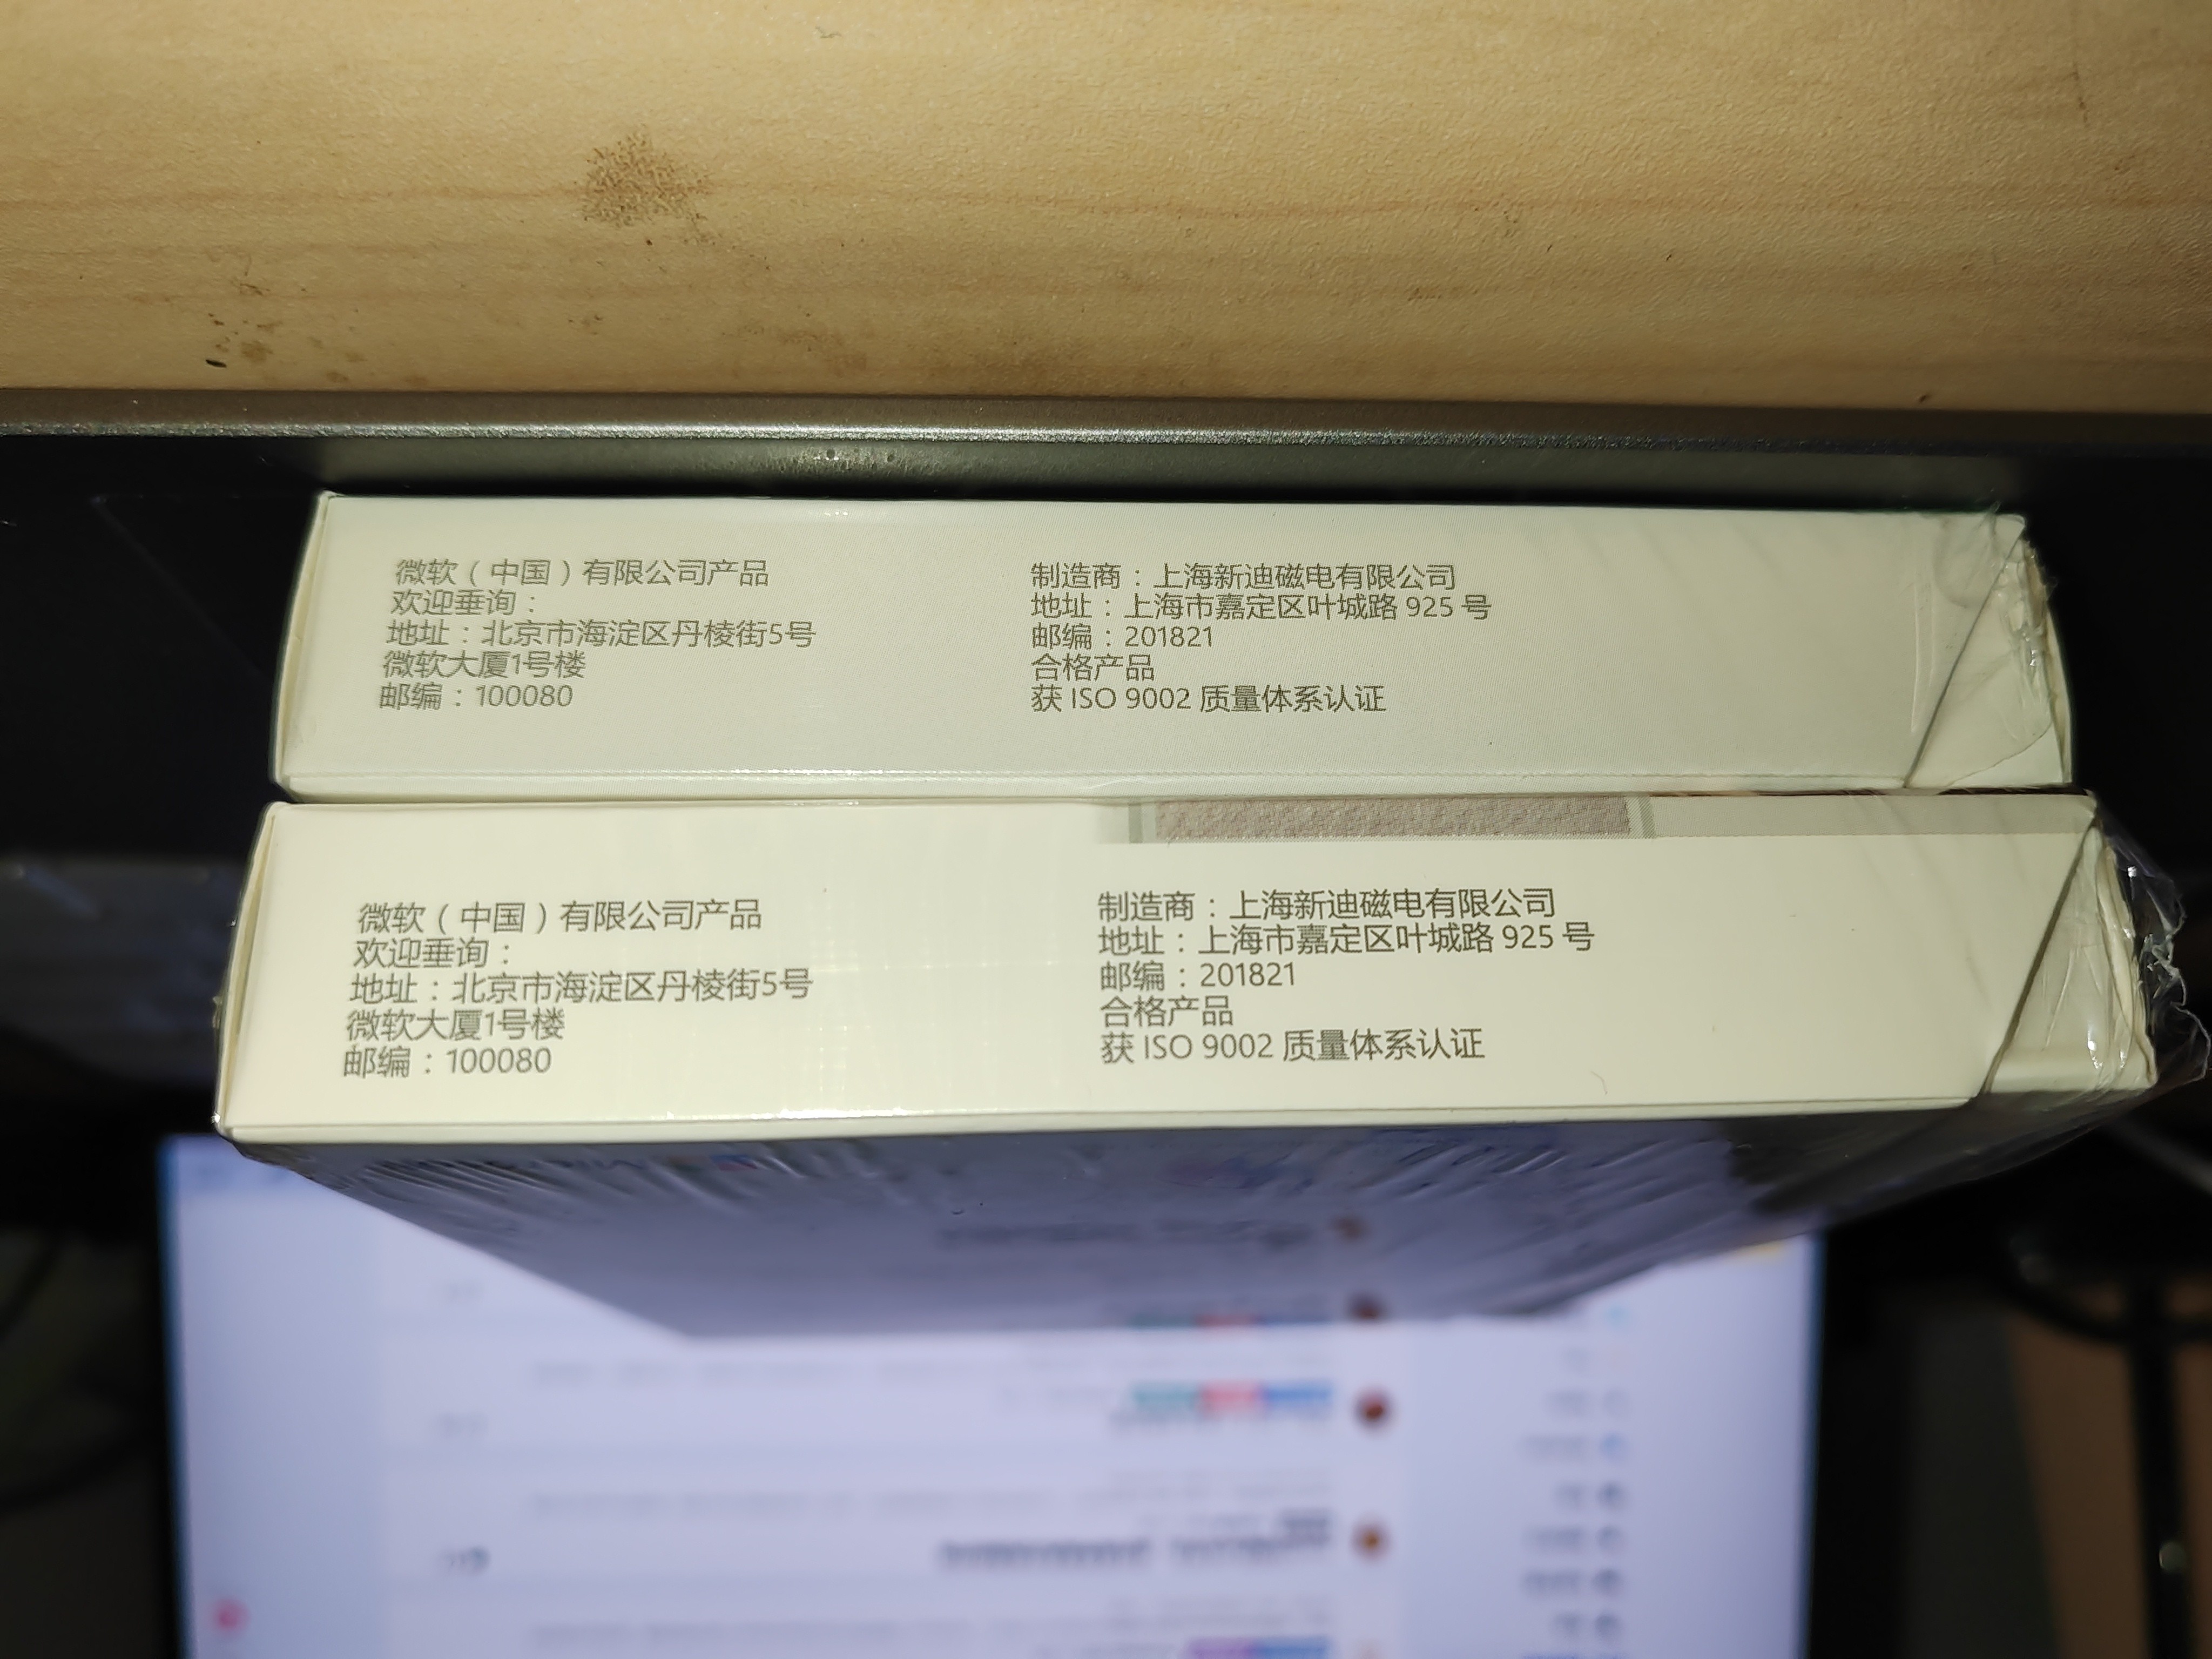 微软（中国）有限公司产品
欢迎垂询：
地址：北京市海淀区丹棱街5号
微软大厦1号楼
邮编：100080
制造商：上海新迪磁电有限公司
地址：上海市嘉定区叶城路 925 号
邮编：201821
合格产品
获 ISO 9002 质量体系认证
微软（中国）有限公司产品
欢迎垂询：
地址：北京市海淀区丹棱街5号
微软大厦1号楼
邮编：100080
制造商：上海新迪磁电有限公司
地址：上海市嘉定区叶城路 925 号
邮编：201821
合格产品
获 ISO 9002 质量体系认证